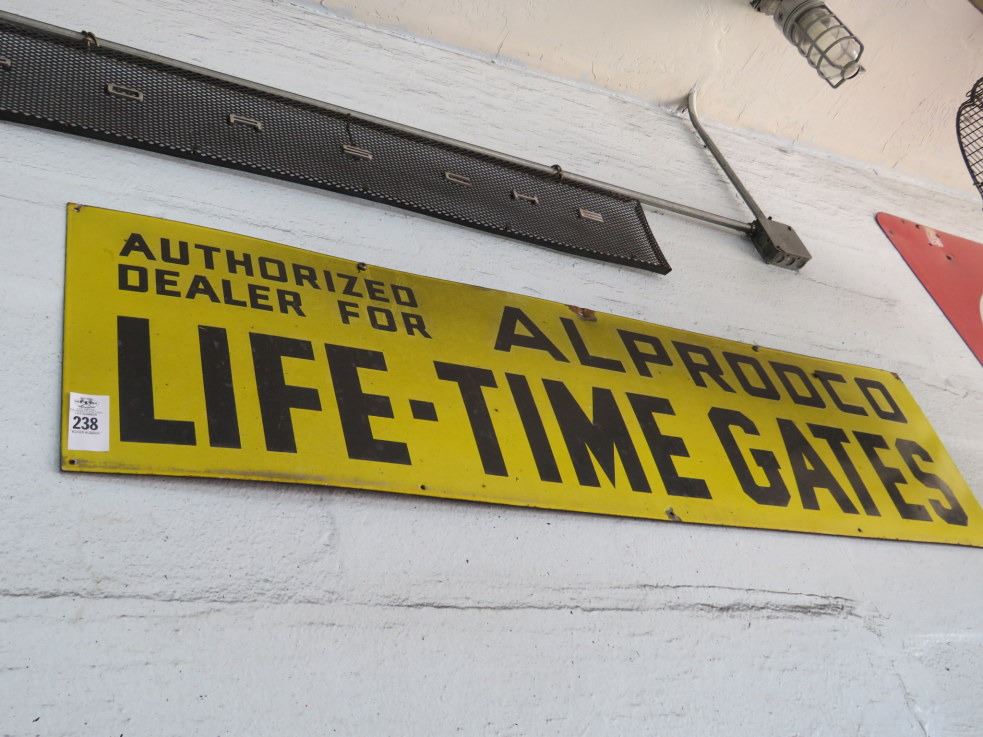 AUTHORIZED
DEALER FOR
ALPRODCO
LIFE-TIME GATES
238